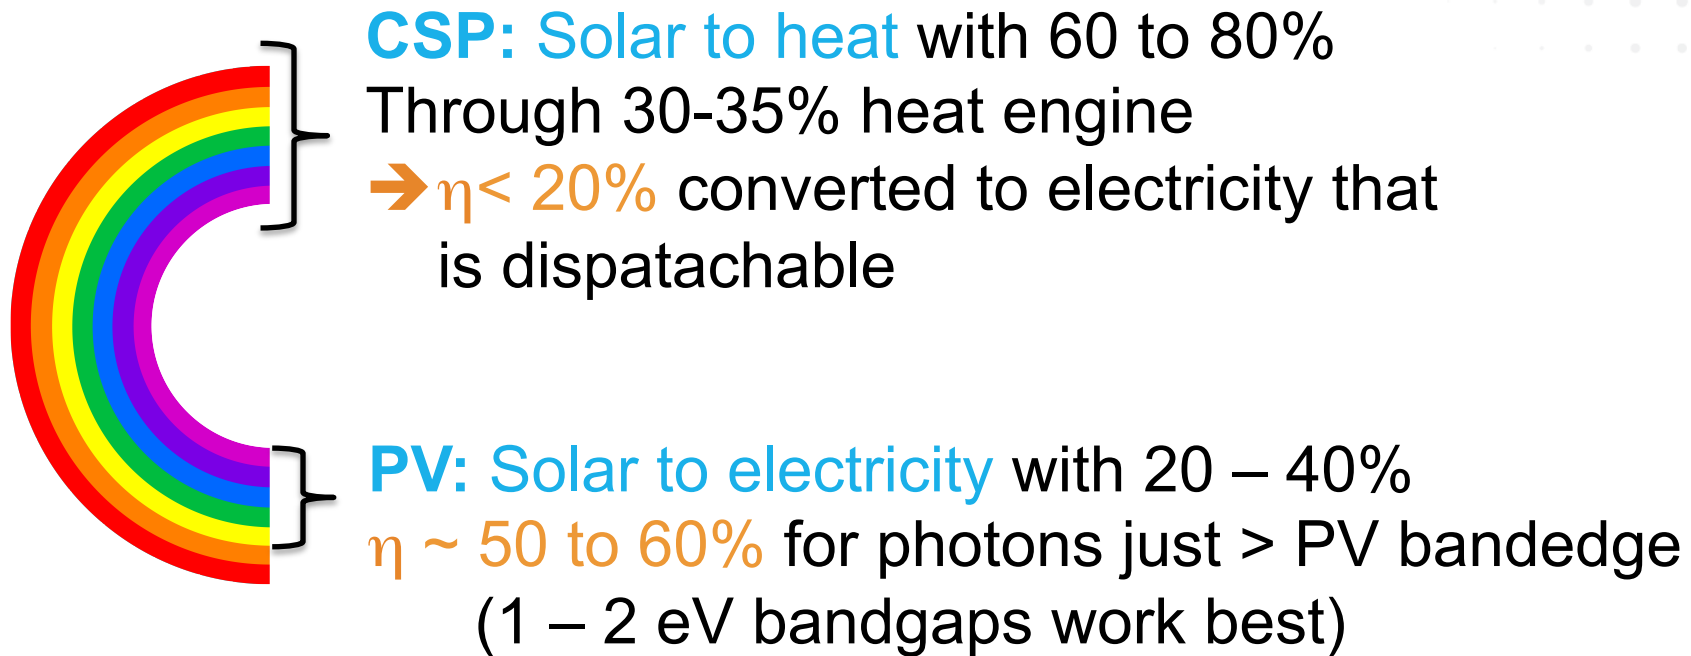 CSP: Solar to heat with 60 to 80%
Through 30-35% heat engine
➔η< 20% converted to electricity that
is dispatachable
PV: Solar to electricity with 20 – 40%
η ~ 50 to 60% for photons just > PV bandedge
(1 – 2 eV bandgaps work best)